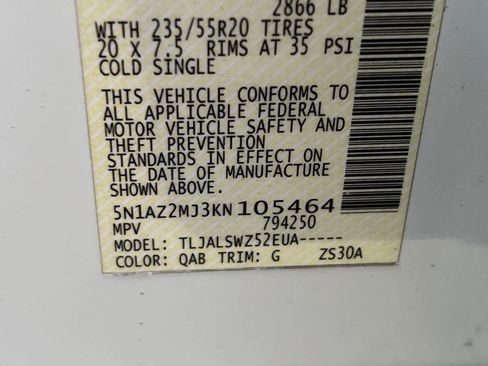 2866 LB
WITH 235/55R20 TIRES
20 X 7.5 RIMS AT 35 PSI
COLD SINGLE
THIS VEHICLE CONFORMS TO
ALL APPLICABLE FEDERAL
MOTOR VEHICLE SAFETY AND
THEFT PREVENTION
STANDARDS IN EFFECT ON
THE DATE OF MANUFACTURE
SHOWN ABOVE.
5N1AZ2MJ3KN105464
MPV 794250
MODEL: TLJALSWZ52EUA-----
COLOR: QAB TRIM: G ZS30A